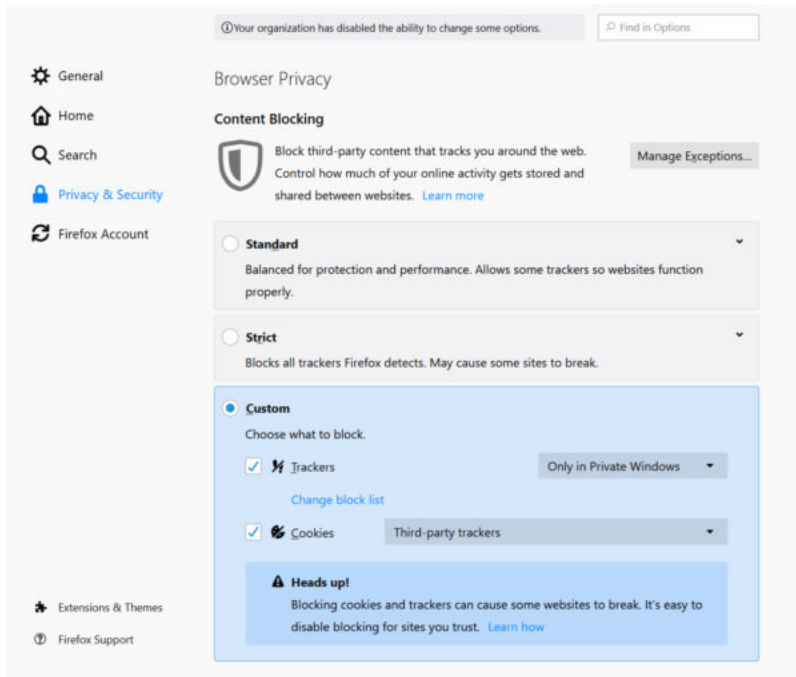 Your organization has disabled the ability to change some options.
Find in Options
General
Home
Search
Privacy & Security
Firefox Account
Extensions & Themes
Firefox Support
Browser Privacy
Content Blocking
Block third-party content that tracks you around the web.
Control how much of your online activity gets stored and
shared between websites. Learn more
Manage Exceptions...
Standard
Balanced for protection and performance. Allows some trackers so websites function
properly.
Strict
Blocks all trackers Firefox detects. May cause some sites to break.
Custom
Choose what to block.
Trackers
Only in Private Windows
Change block list
Cookies
Third-party trackers
Heads up!
Blocking cookies and trackers can cause some websites to break. It's easy to
disable blocking for sites you trust. Learn how